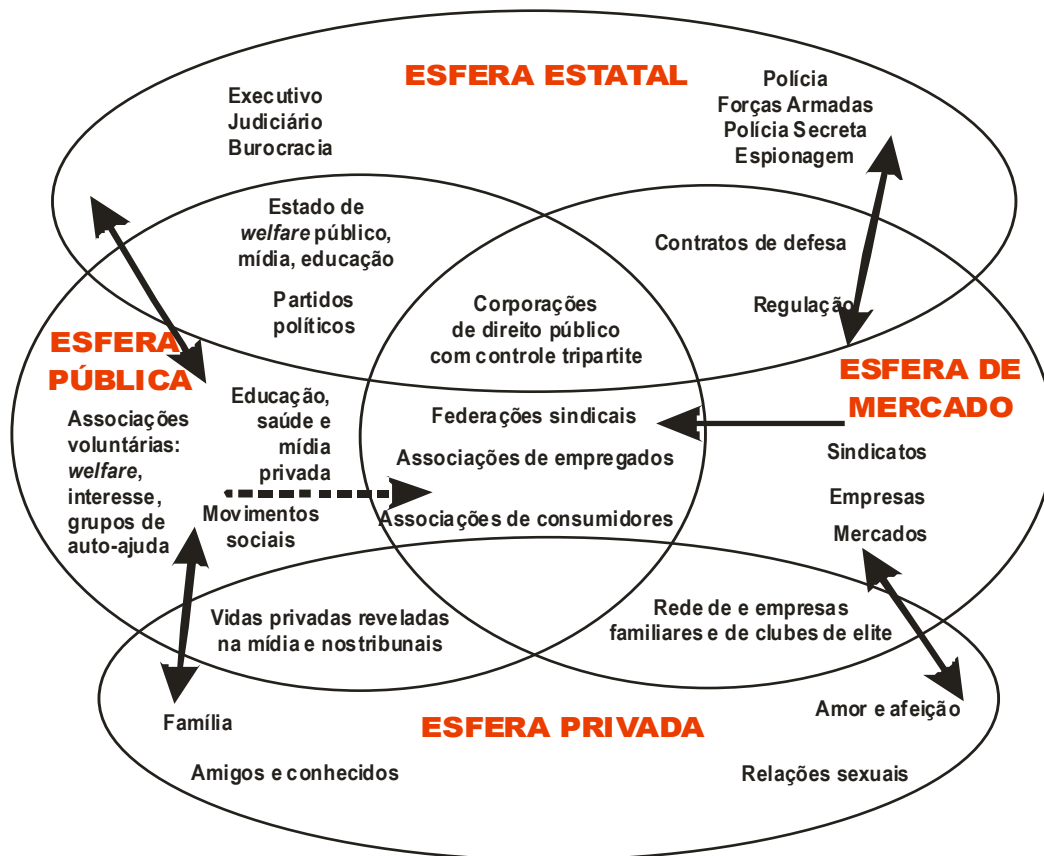 ESFERA ESTATAL
Executivo
Judiciário
Burocracia
Polícia
Forças Armadas
Polícia Secreta
Espionagem
Estado de
welfare público,
mídia, educação
Partidos
políticos
Contratos de defesa
Regulação
Corporações
de direito público
com controle tripartite
ESFERA
PÚBLICA
Associações
voluntárias:
welfare,
interesse,
grupos de
auto-ajuda
Educação,
saúde e
mídia
privada
Movimentos
sociais
Federações sindicais
Associações de empregados
Associações de consumidores
ESFERA DE
MERCADO
Sindicatos
Empresas
Mercados
Vidas privadas reveladas
na mídia e nostribunais
Rede de e empresas
familiares e de clubes de elite
Família
ESFERA PRIVADA
Amor e afeição
Amigos e conhecidos
Relações sexuais